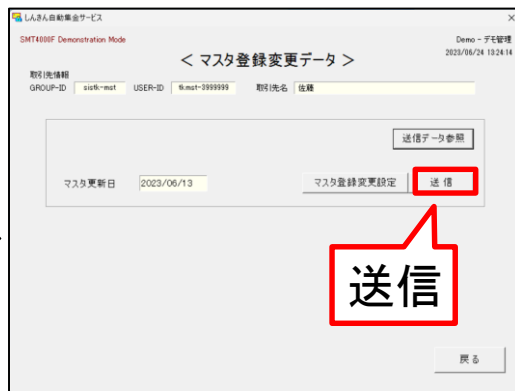 しんきん自動集金サービス
SMT4000F Demonstration Mode
Demo - デモ管理
2023/06/24 13:24:14
< マスタ登録変更データ >
取引先情報
GROUP-ID sistk-mst USER-ID tkmst-3999999 取引先名 佐藤
送信データ参照
マスタ更新日 2023/06/13 マスタ登録変更設定 送 信
送信
戻 る